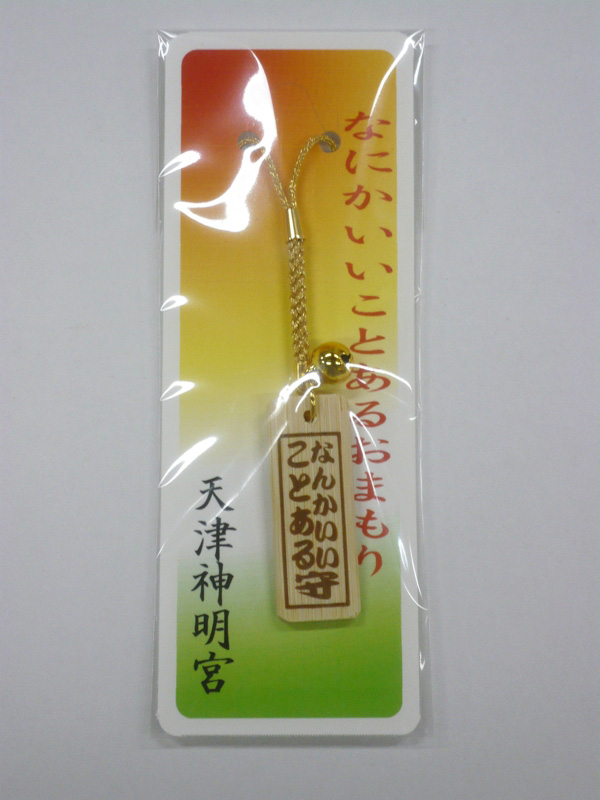 なにかいいことあるおまもり
なんかいい
ことある守
天津神明宮